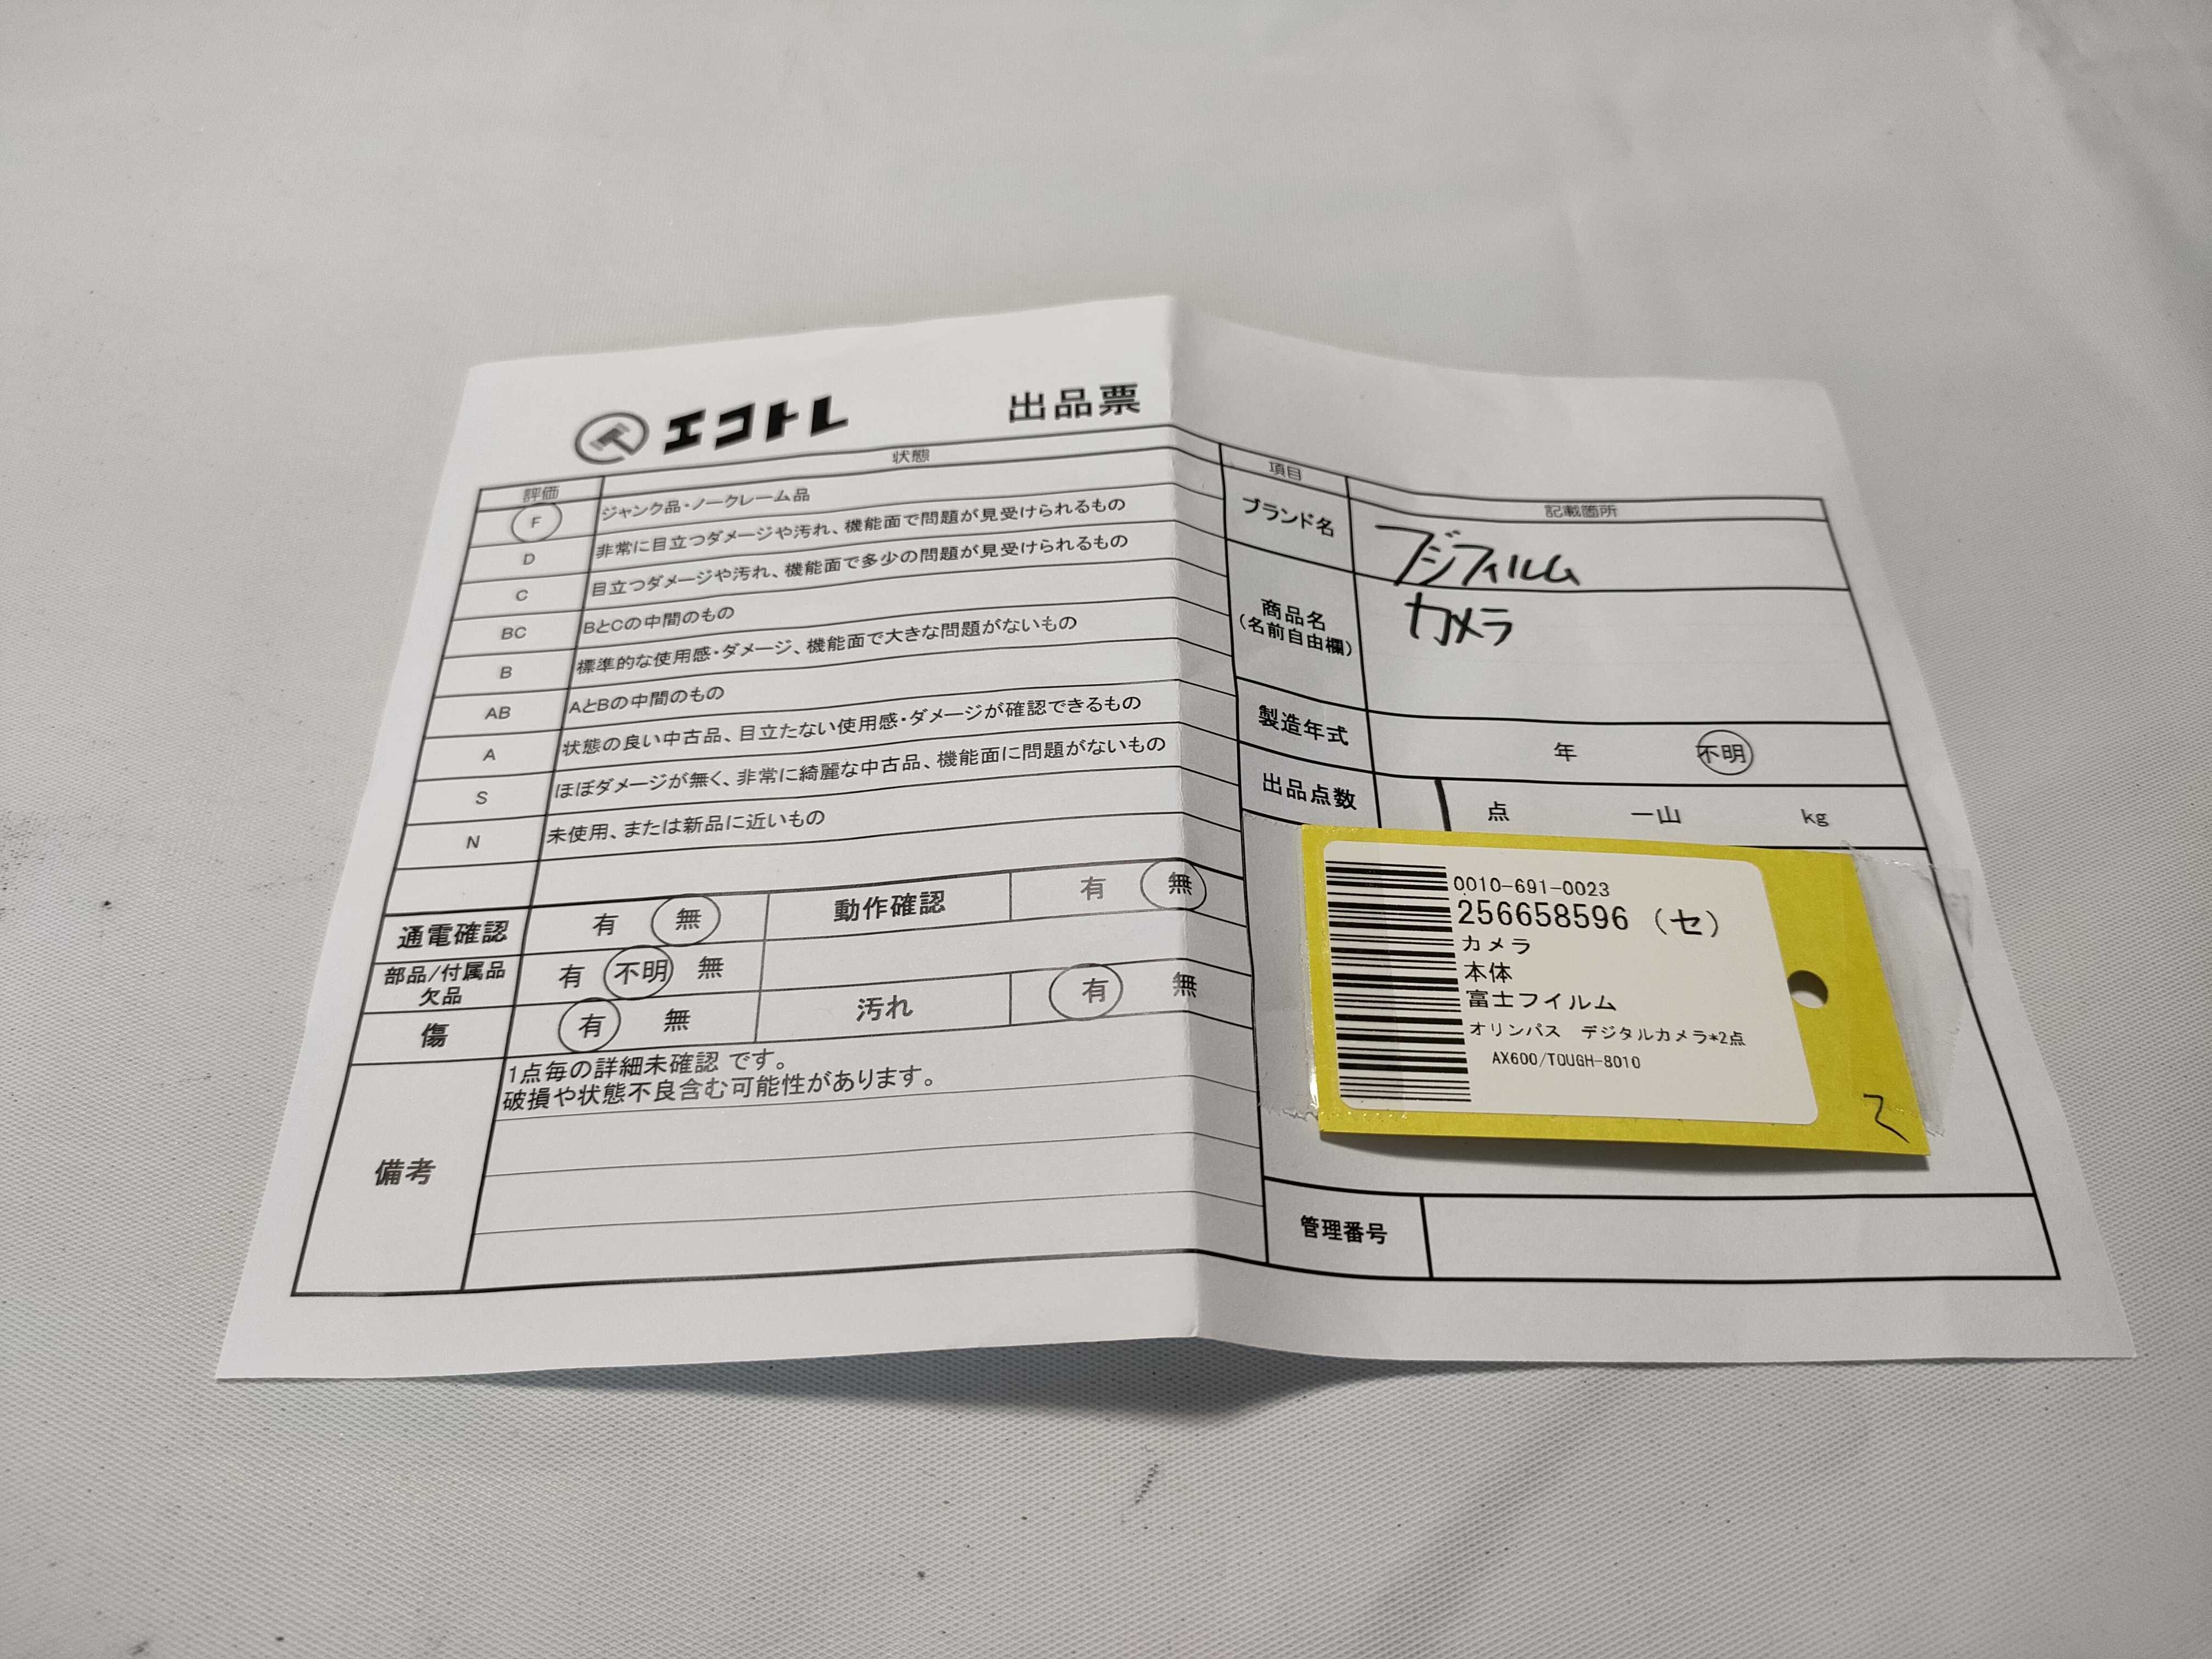 エコトレ
出品票
評価 状態
F ジャンク品・ノークレーム品
D 非常に目立つダメージや汚れ、機能面で問題が見受けられるもの
C 目立つダメージや汚れ、機能面で多少の問題が見受けられるもの
BC BとCの中間のもの
B 標準的な使用感・ダメージ、機能面で大きな問題がないもの
AB AとBの中間のもの
A 状態の良い中古品、目立たない使用感・ダメージが確認できるもの
S ほぼダメージが無く、非常に綺麗な中古品、機能面に問題がないもの
N 未使用、または新品に近いもの
通電確認 有 無 動作確認 有 無
部品/付属品 有 不明 無
欠品
傷 有 無 汚れ 有 無
備考
1点毎の詳細未確認 です。
破損や状態不良含む可能性があります。
項目 記載箇所
ブランド名 フジフィルム
商品名 カメラ
(名前自由欄)
製造年式 年 不明
出品点数 点 一山 kg
0010-691-0023
256658596 (セ)
カメラ
本体
富士フイルム
オリンパス デジタルカメラ*2点
AX600/TOUGH-8010
管理番号